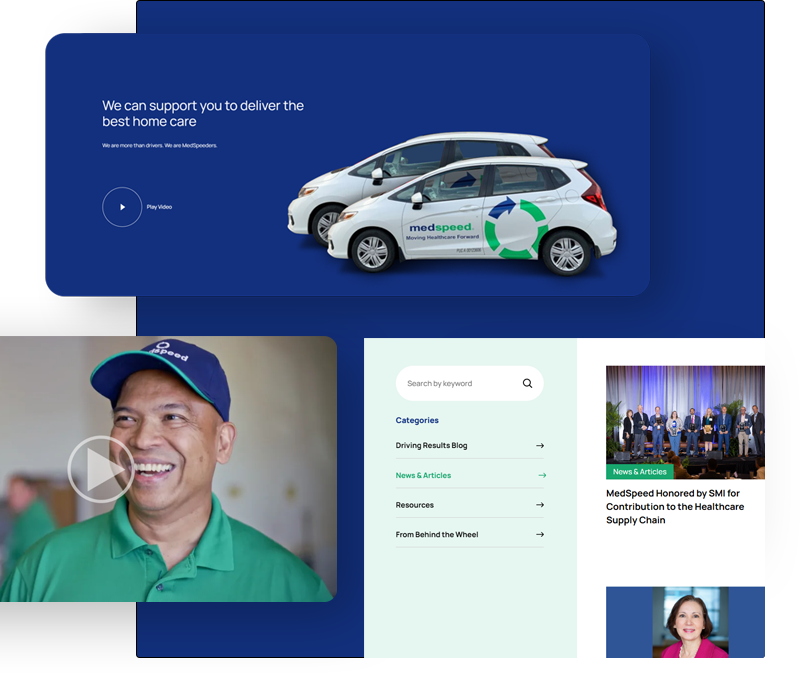 We can support you to deliver the
best home care
We are more than drivers. We are MedSpeeders.
Play Video
medspeed
Moving Healthcare Forward
speed
Search by keyword
Categories
Driving Results Blog
News & Articles
Resources
From Behind the Wheel
News & Articles
MedSpeed Honored by SMI for
Contribution to the Healthcare
Supply Chain